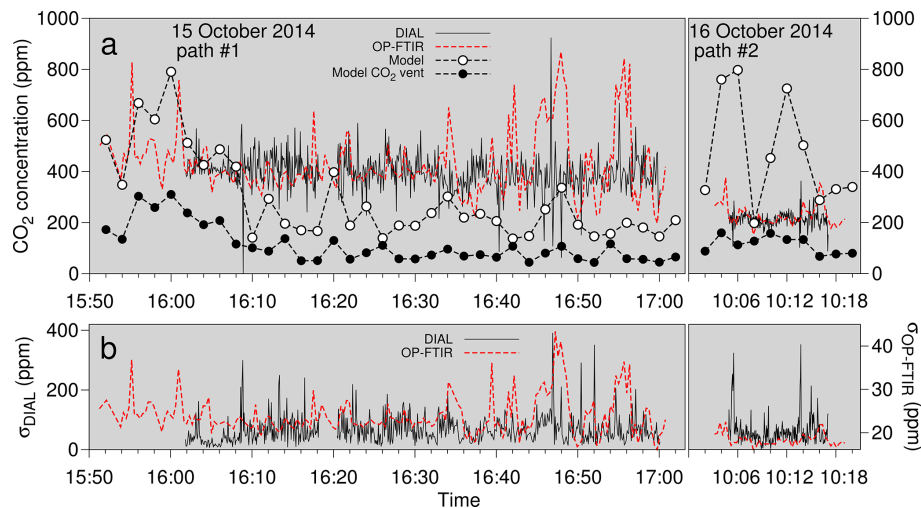 1000
800
600
400
200
0
CO2 concentration (ppm)
a
15 October 2014
path #1
DIAL
OP-FTIR
Model
Model CO2 vent
15:50
16:00
16:10
16:20
16:30
16:40
16:50
17:00
16 October 2014
path #2
1000
800
600
400
200
0
10:06
10:12
10:18
400
200
0
σDIAL (ppm)
b
DIAL
OP-FTIR
15:50
16:00
16:10
16:20
16:30
16:40
16:50
17:00
Time
40
30
20
σOP-FTIR (ppm)
10:06
10:12
10:18